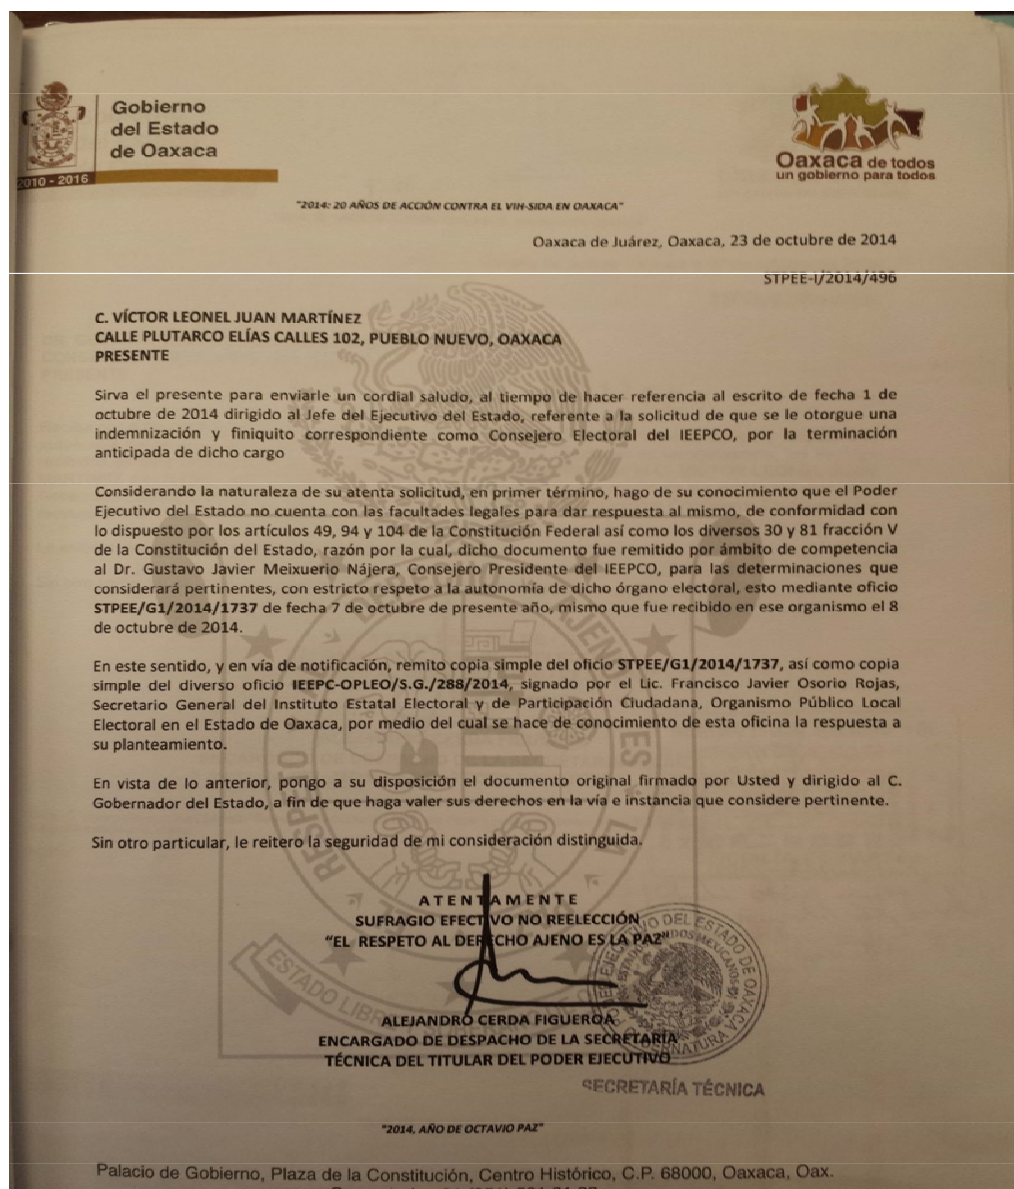 Gobierno
del Estado
de Oaxaca
2010 - 2016
Oaxaca de todos
un gobierno para todos
"2014: 20 AÑOS DE ACCIÓN CONTRA EL VIH-SIDA EN OAXACA"
Oaxaca de Juárez, Oaxaca, 23 de octubre de 2014
STPEE-I/2014/496
C. VÍCTOR LEONEL JUAN MARTÍNEZ
CALLE PLUTARCO ELÍAS CALLES 102, PUEBLO NUEVO, OAXACA
PRESENTE
Sirva el presente para enviarle un cordial saludo, al tiempo de hacer referencia al escrito de fecha 1 de
octubre de 2014 dirigido al Jefe del Ejecutivo del Estado, referente a la solicitud de que se le otorgue una
indemnización y finiquito correspondiente como Consejero Electoral del IEEPCO, por la terminación
anticipada de dicho cargo
Considerando la naturaleza de su atenta solicitud, en primer término, hago de su conocimiento que el Poder
Ejecutivo del Estado no cuenta con las facultades legales para dar respuesta al mismo, de conformidad con
lo dispuesto por los artículos 49, 94 y 104 de la Constitución Federal así como los diversos 30 y 81 fracción V
de la Constitución del Estado, razón por la cual, dicho documento fue remitido por ámbito de competencia
al Dr. Gustavo Javier Meixuerio Nájera, Consejero Presidente del IEEPCO, para las determinaciones que
considerará pertinentes, con estricto respeto a la autonomía de dicho órgano electoral, esto mediante oficio
STPEE/G1/2014/1737 de fecha 7 de octubre de presente año, mismo que fue recibido en ese organismo el 8
de octubre de 2014.
En este sentido, y en vía de notificación, remito copia simple del oficio STPEE/G1/2014/1737, así como copia
simple del diverso oficio IEEPC-OPLEO/S.G./288/2014, signado por el Lic. Francisco Javier Osorio Rojas,
Secretario General del Instituto Estatal Electoral y de Participación Ciudadana, Organismo Público Local
Electoral en el Estado de Oaxaca, por medio del cual se hace de conocimiento de esta oficina la respuesta a
su planteamiento.
En vista de lo anterior, pongo a su disposición el documento original firmado por Usted y dirigido al C.
Gobernador del Estado, a fin de que haga valer sus derechos en la vía e instancia que considere pertinente.
Sin otro particular, le reitero la seguridad de mi consideración distinguida.
ATENTAMENTE
SUFRAGIO EFECTIVO NO REELECCIÓN
"EL RESPETO AL DERECHO AJENO ES LA PAZ"
ALEJANDRO CERDA FIGUEROA
ENCARGADO DE DESPACHO DE LA SECRETARÍA
TÉCNICA DEL TITULAR DEL PODER EJECUTIVO
SECRETARÍA TÉCNICA
"2014, AÑO DE OCTAVIO PAZ"
Palacio de Gobierno, Plaza de la Constitución, Centro Histórico, C.P. 68000, Oaxaca, Oax.